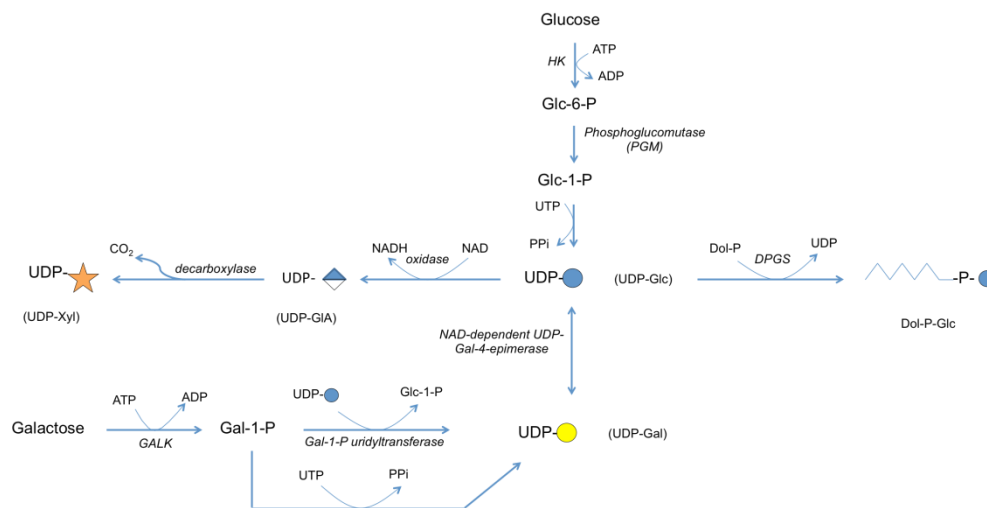 Glucose
ATP
HK
ADP
Glc-6-P
Phosphoglucomutase
(PGM)
Glc-1-P
UTP
PPi
CO2
decarboxylase
NADH
oxidase
NAD
Dol-P
DPGS
UDP
UDP-
UDP-
UDP-
(UDP-Glc)
-P-
(UDP-Xyl)
(UDP-GlA)
Dol-P-Glc
NAD-dependent UDP-
Gal-4-epimerase
ATP
ADP
UDP-
Glc-1-P
Galactose
GALK
Gal-1-P
Gal-1-P uridyltransferase
UDP-
(UDP-Gal)
UTP
PPi